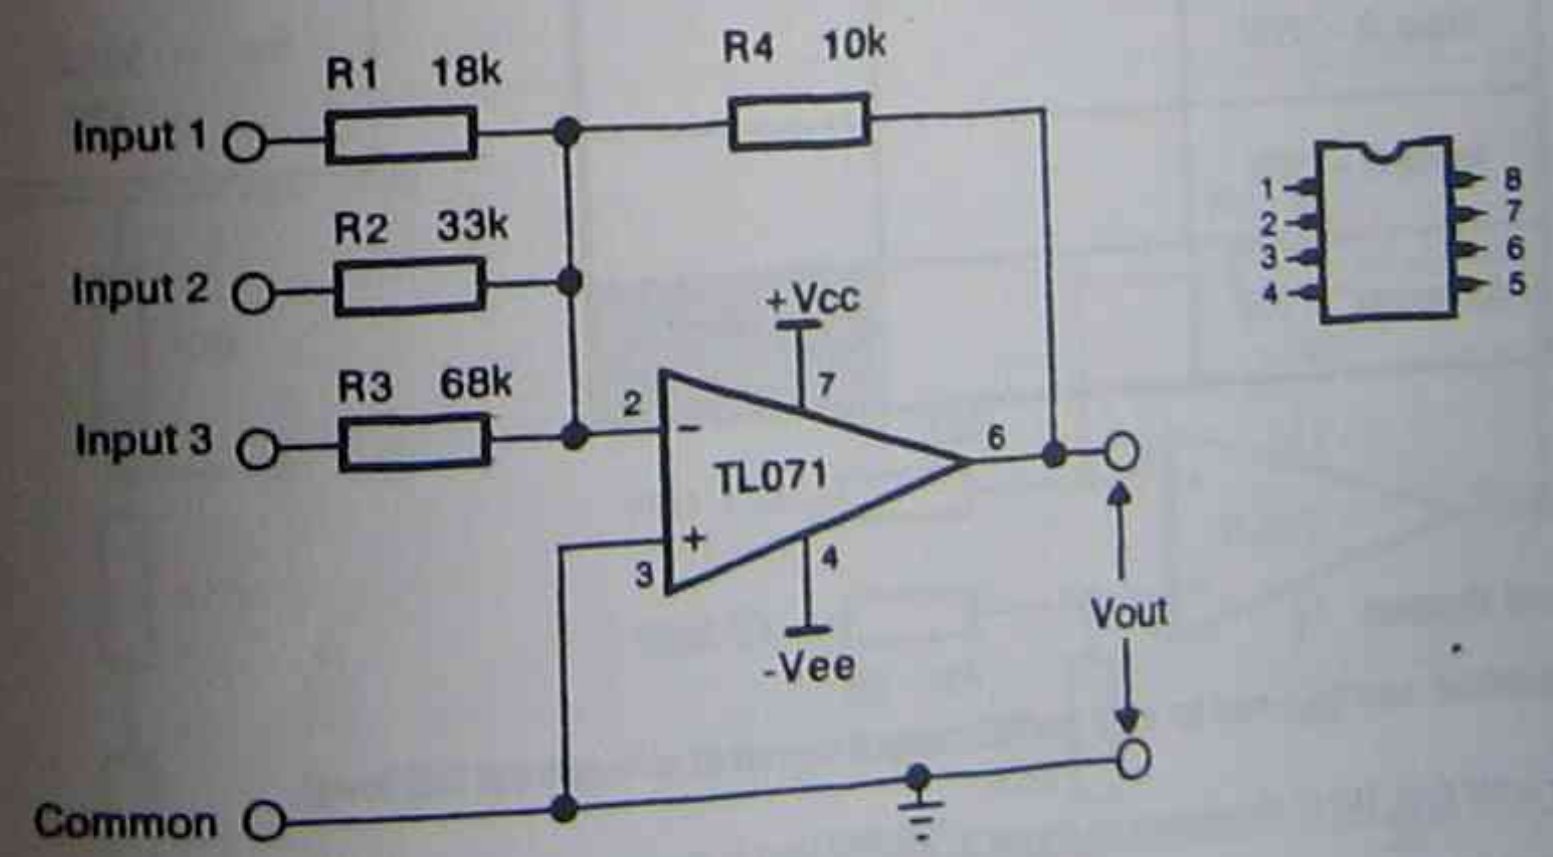 R1 18k
R4 10k
Input 1
R2 33k
Input 2
R3 68k
Input 3
+Vcc
7
2
-
TL071
6
+
3
4
-Vee
Vout
Common
1
2
3
4
8
7
6
5